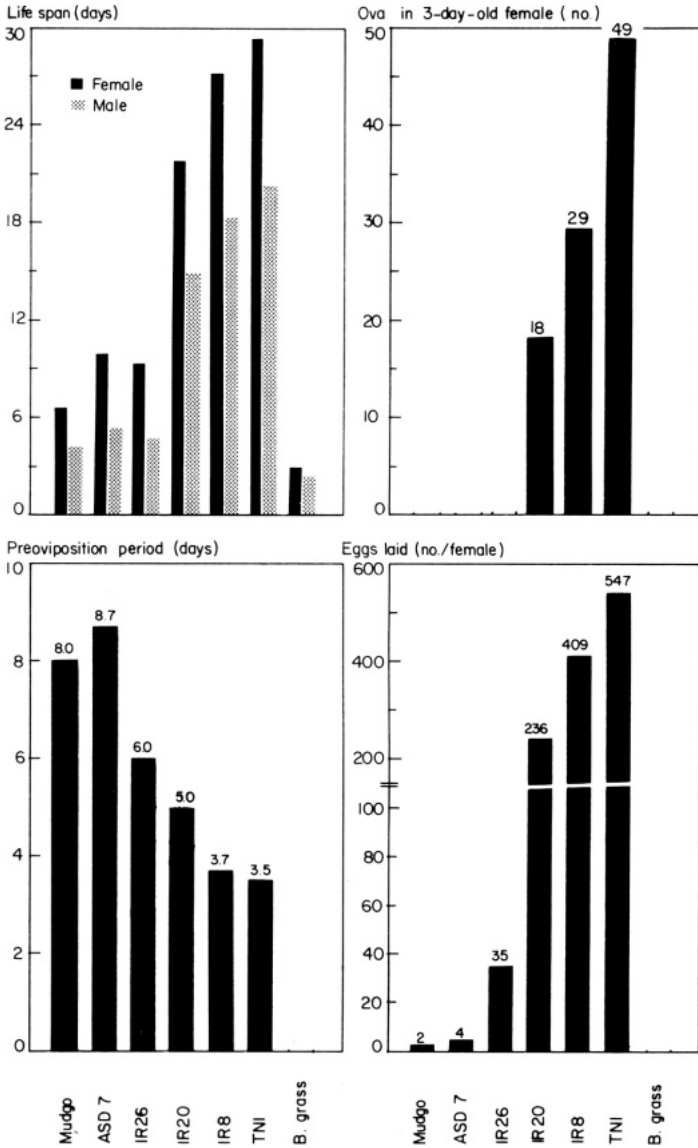 Life span (days)
30
24
18
12
6
0
Female
Male
Ova in 3-day-old female (no.)
50
40
30
20
10
0
18
29
49
Preoviposition period (days)
10
8
6
4
2
0
8.0
8.7
6.0
5.0
3.7
3.5
Mudgo
ASD 7
IR26
IR20
IR8
TNI
B. grass
Eggs laid (no./female)
600
400
200
100
80
60
40
20
0
2
4
35
236
409
547
Mudgo
ASD 7
IR26
IR20
IR8
TNI
B. grass